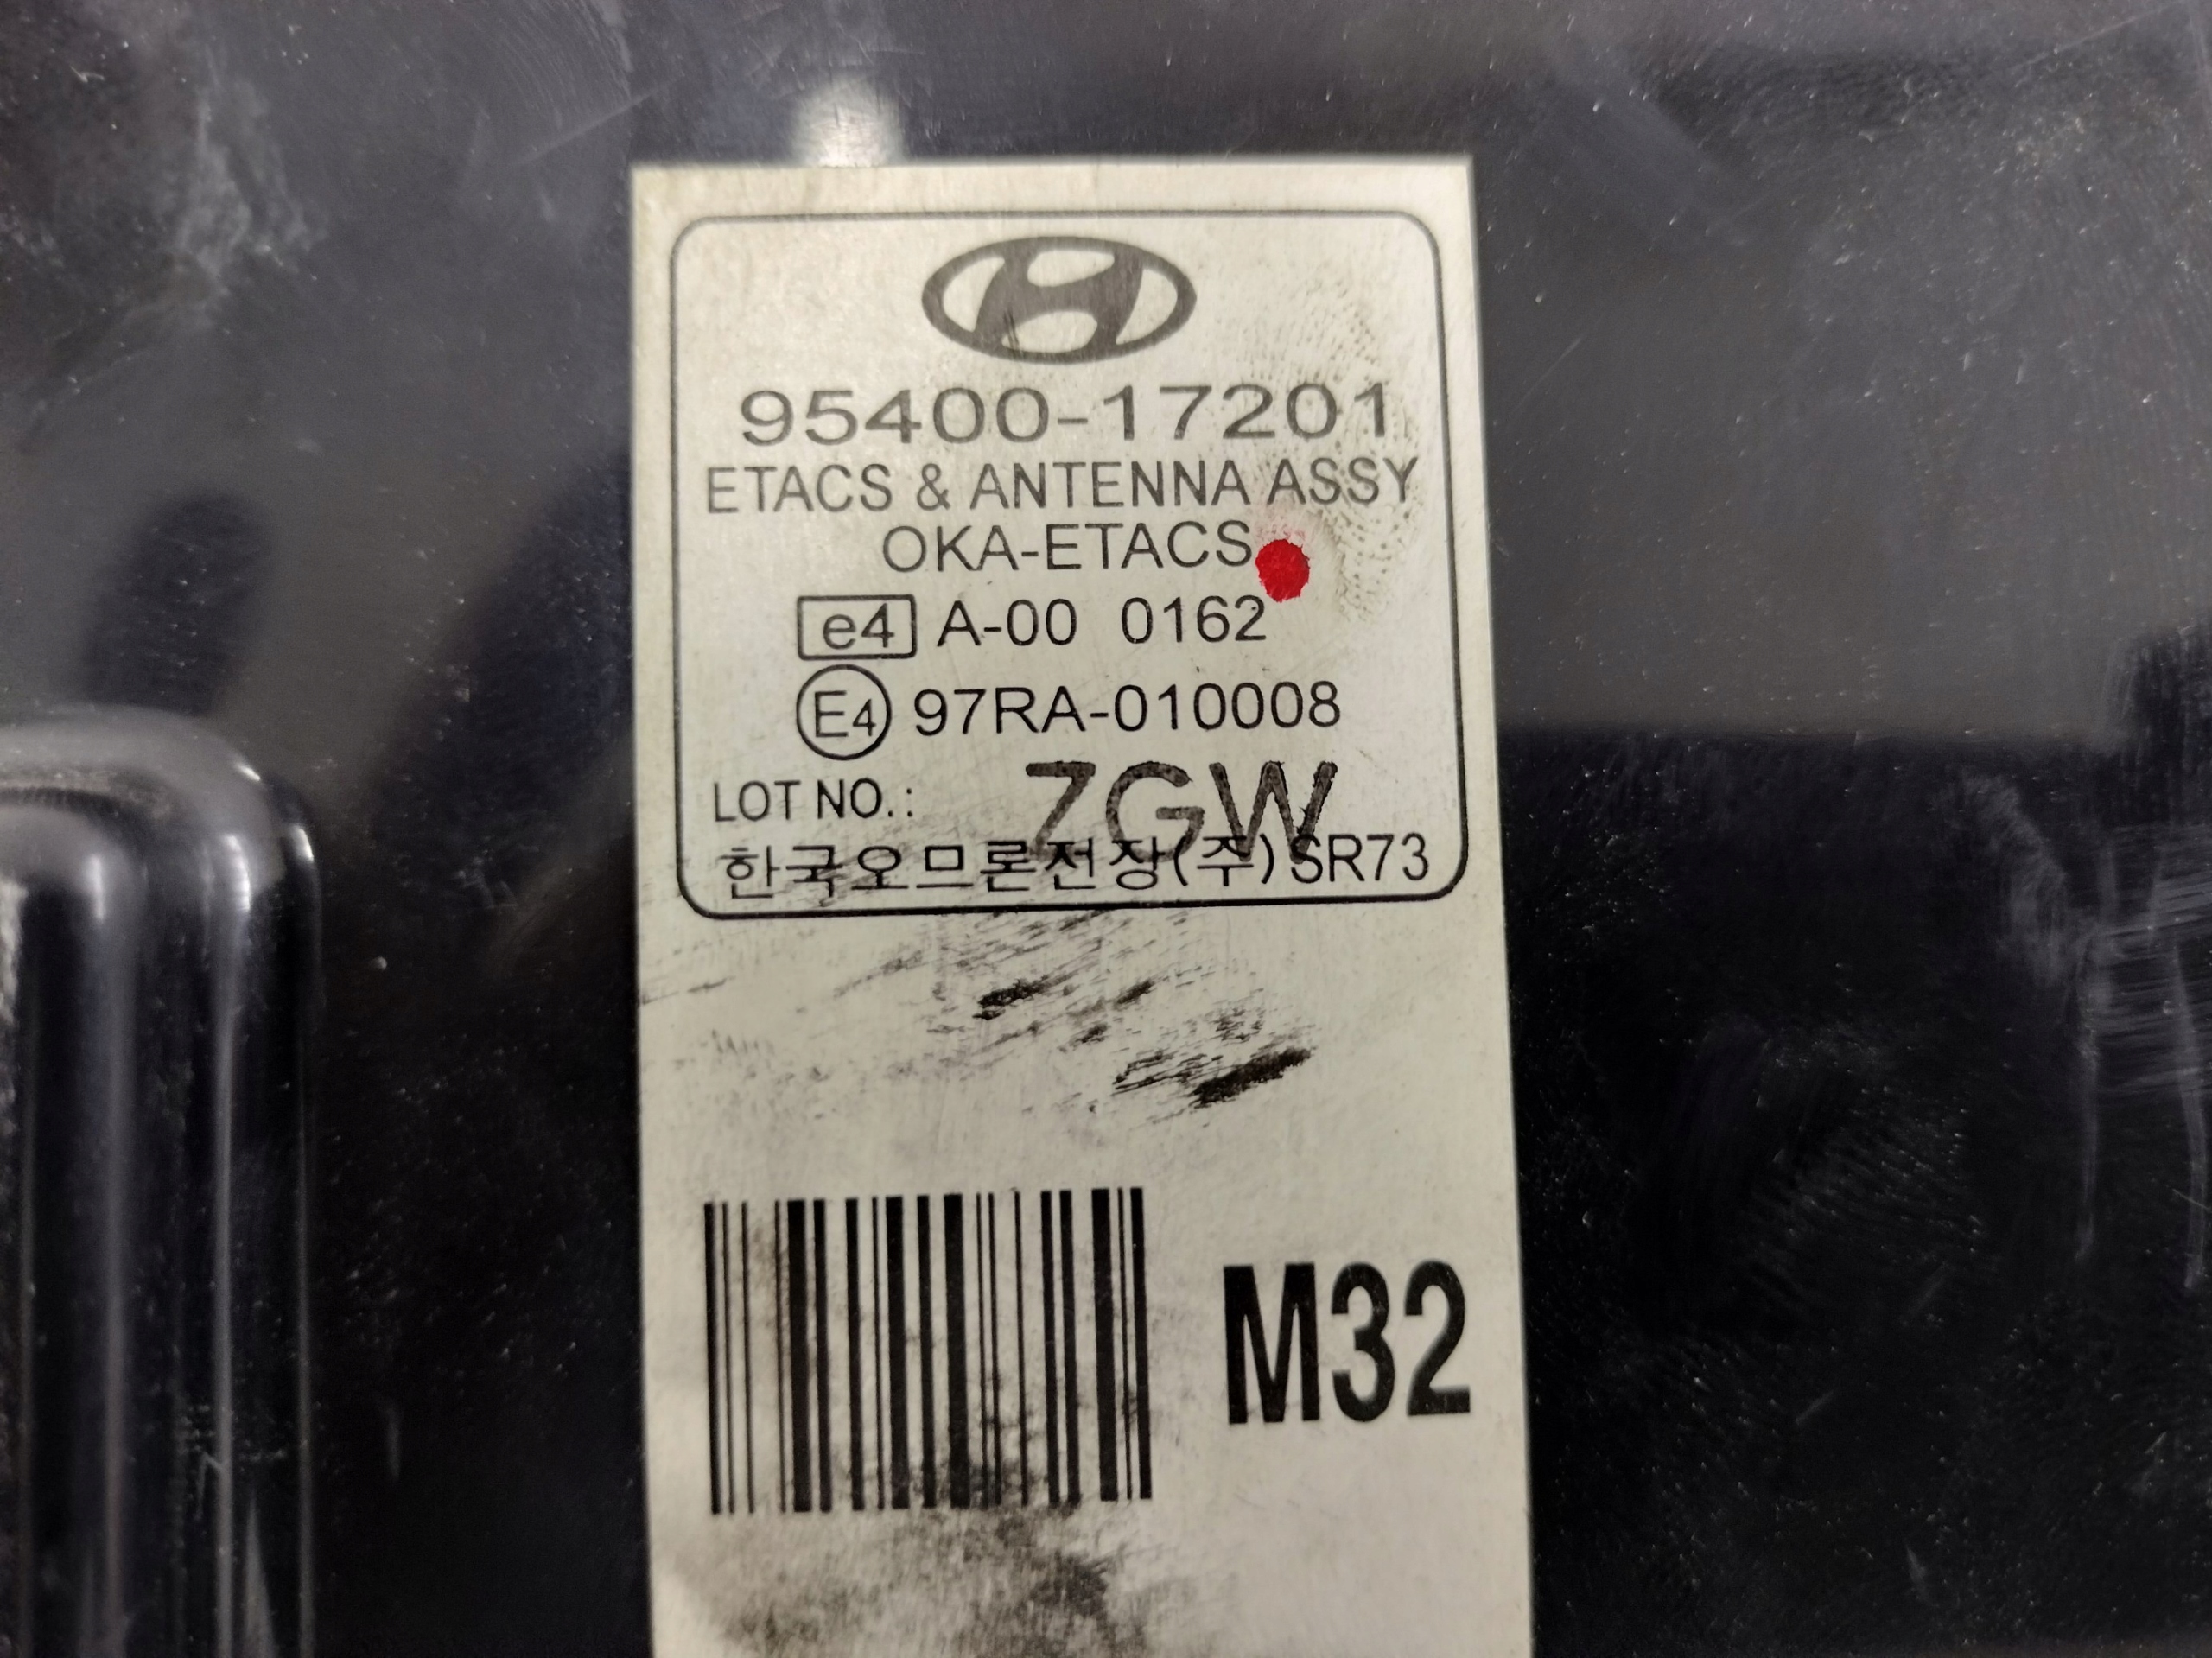 95400-17201
ETACS & ANTENNA ASSY
OKA-ETACS
e4 A-00 0162
E4 97RA-010008
LOT NO.: ZGW
한국오므론전장(주) SR73
M32